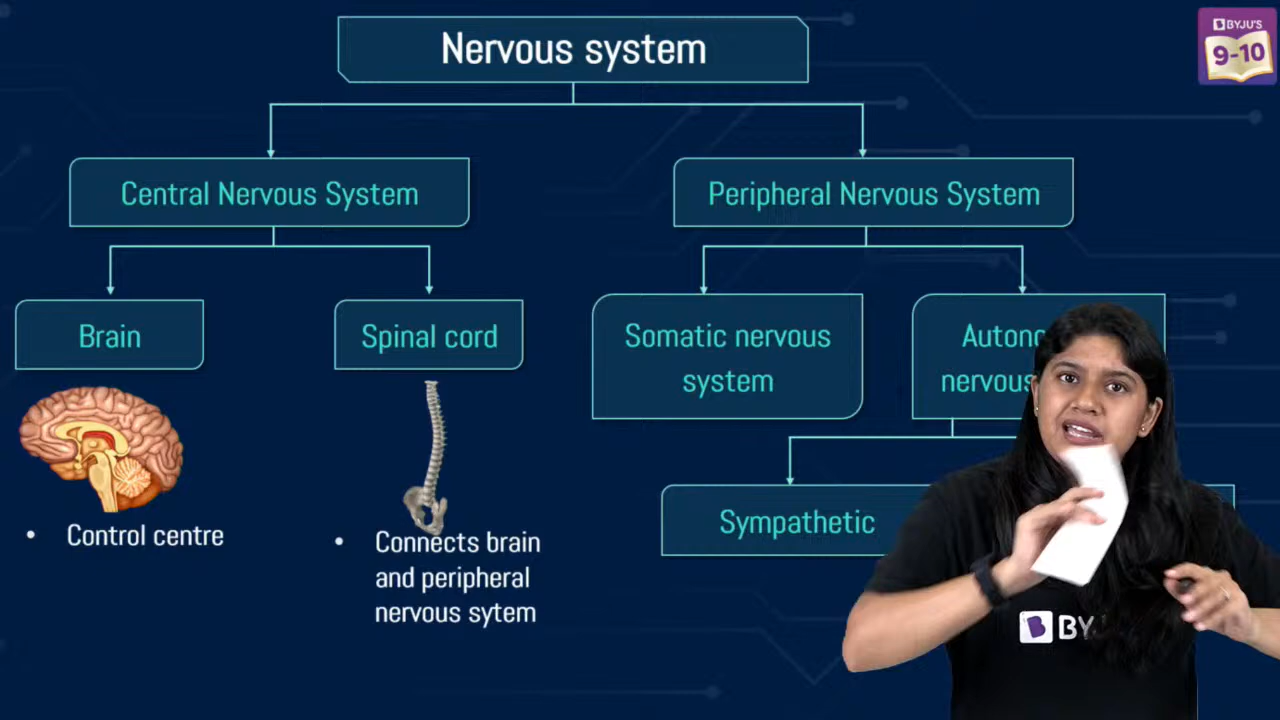 Nervous system
BYJU'S
9-10
Central Nervous System
Peripheral Nervous System
Brain
Spinal cord
Somatic nervous
system
nervous
Sympathetic
Control centre
Connects brain
and peripheral
nervous sytem